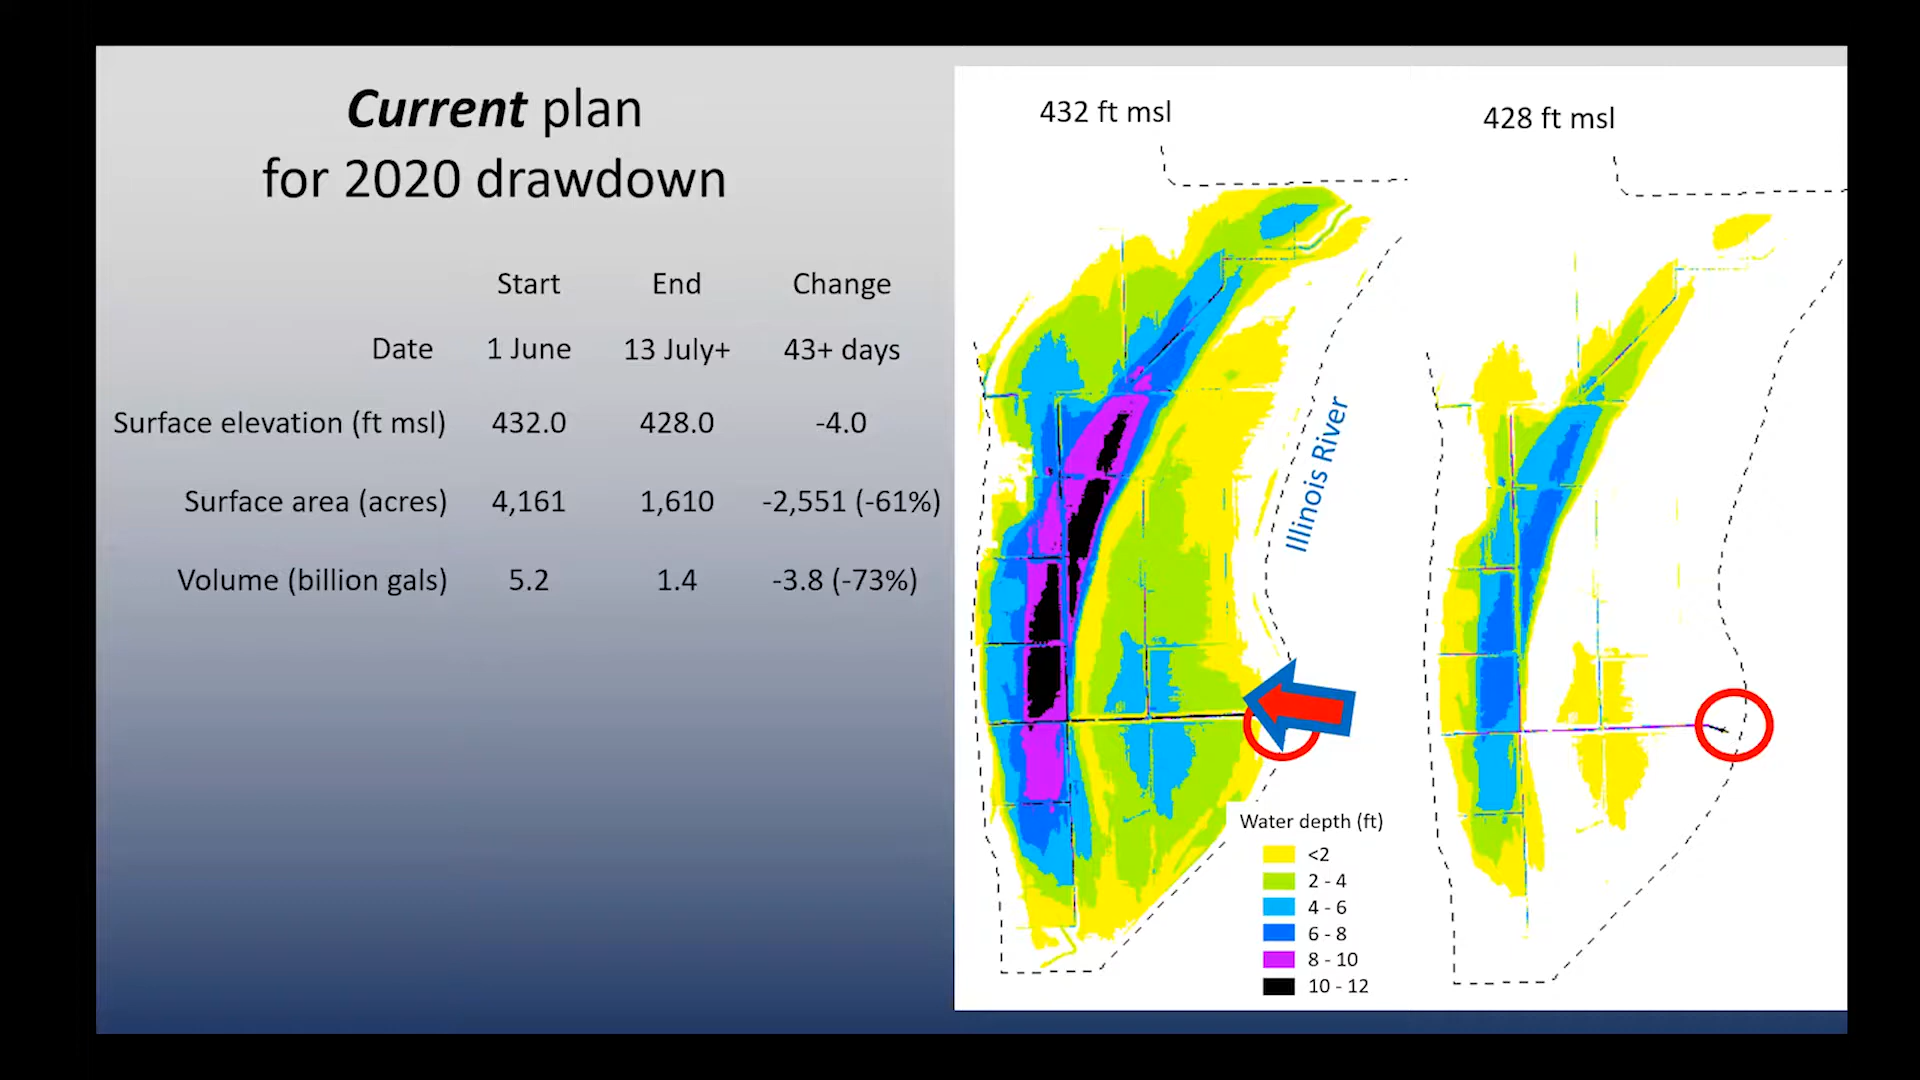 Current plan
for 2020 drawdown
Start End Change
Date 1 June 13 July+ 43+ days
Surface elevation (ft msl) 432.0 428.0 -4.0
Surface area (acres) 4,161 1,610 -2,551 (-61%)
Volume (billion gals) 5.2 1.4 -3.8 (-73%)
432 ft msl
428 ft msl
Illinois River
Water depth (ft)
<2
2 - 4
4 - 6
6 - 8
8 - 10
10 - 12